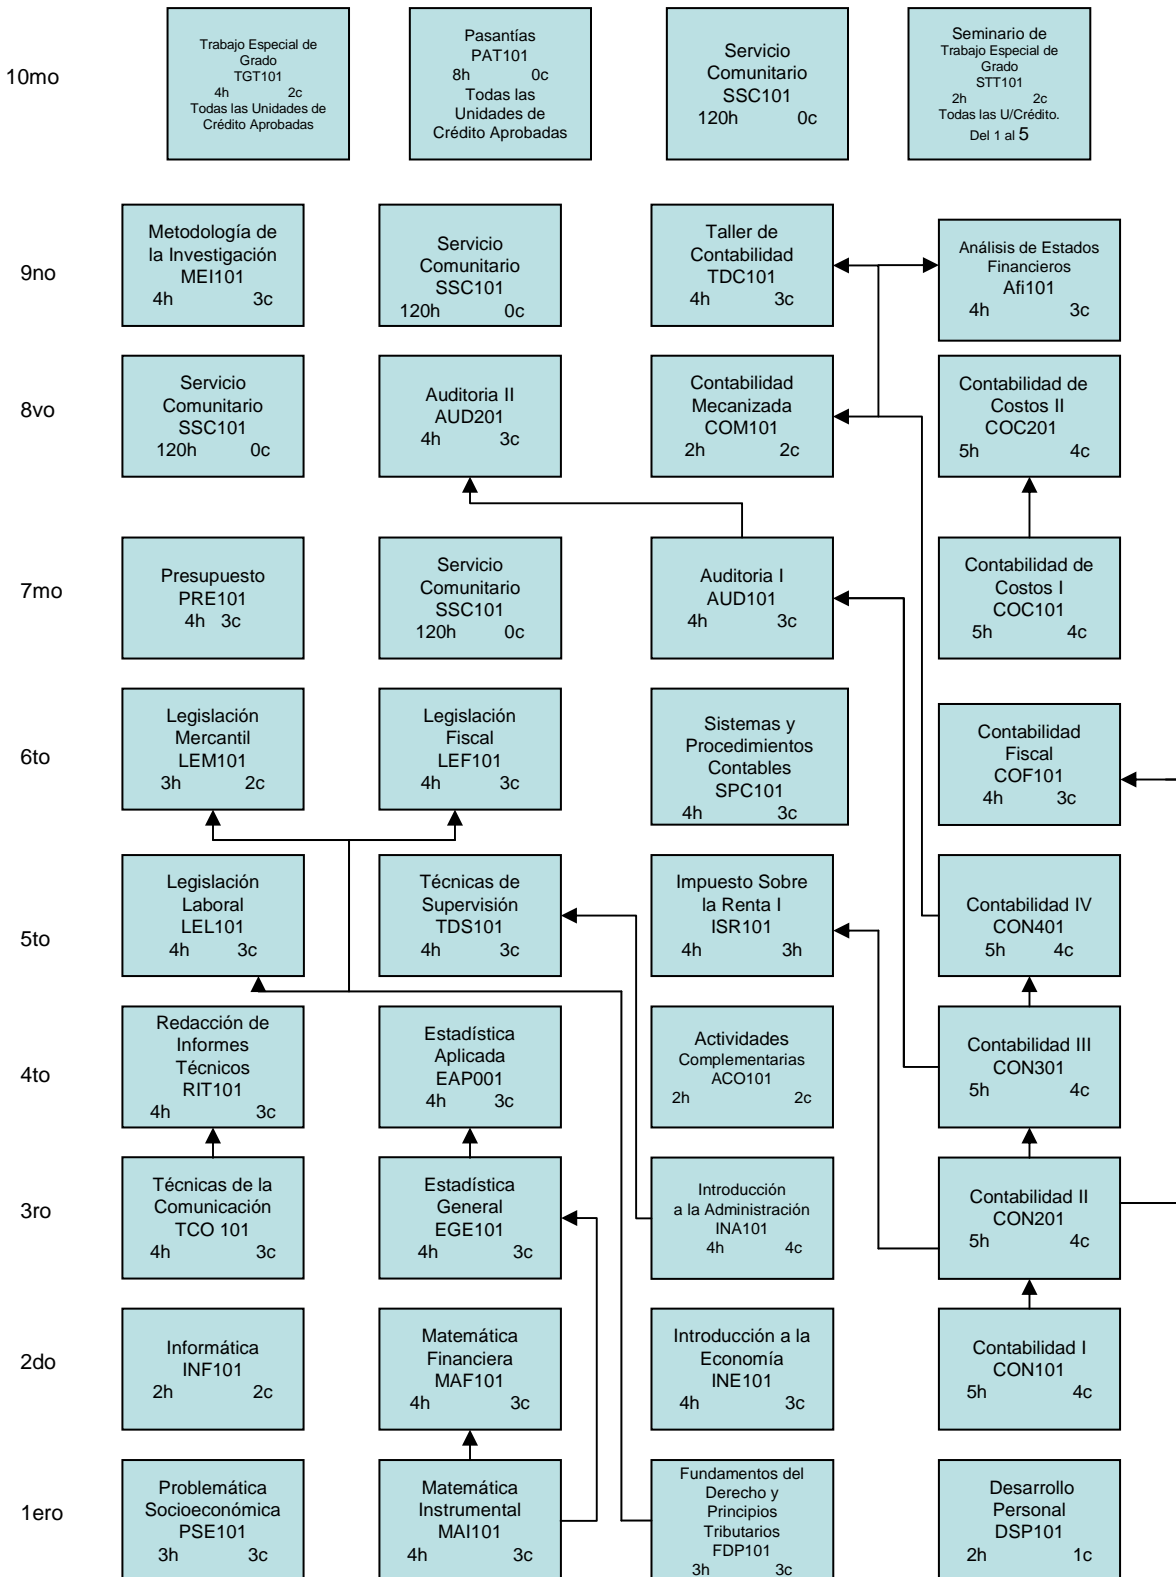 10mo
Trabajo Especial de
Grado
TGT101
4h 2c
Todas las Unidades de
Crédito Aprobadas
Pasantías
PAT101
8h 0c
Todas las
Unidades de
Crédito Aprobadas
Servicio
Comunitario
SSC101
120h 0c
Seminario de
Trabajo Especial de
Grado
STT101
2h 2c
Todas las U/Crédito.
Del 1 al 5
9no
Metodología de
la Investigación
MEI101
4h 3c
Servicio
Comunitario
SSC101
120h 0c
Taller de
Contabilidad
TDC101
4h 3c
Análisis de Estados
Financieros
Afi101
4h 3c
8vo
Servicio
Comunitario
SSC101
120h 0c
Auditoria II
AUD201
4h 3c
Contabilidad
Mecanizada
COM101
2h 2c
Contabilidad de
Costos II
COC201
5h 4c
7mo
Presupuesto
PRE101
4h 3c
Servicio
Comunitario
SSC101
120h 0c
Auditoria I
AUD101
4h 3c
Contabilidad de
Costos I
COC101
5h 4c
6to
Legislación
Mercantil
LEM101
3h 2c
Legislación
Fiscal
LEF101
4h 3c
Sistemas y
Procedimientos
Contables
SPC101
4h 3c
Contabilidad
Fiscal
COF101
4h 3c
5to
Legislación
Laboral
LEL101
4h 3c
Técnicas de
Supervisión
TDS101
4h 3c
Impuesto Sobre
la Renta I
ISR101
4h 3h
Contabilidad IV
CON401
5h 4c
4to
Redacción de
Informes
Técnicos
RIT101
4h 3c
Estadística
Aplicada
EAP001
4h 3c
Actividades
Complementarias
ACO101
2h 2c
Contabilidad III
CON301
5h 4c
3ro
Técnicas de la
Comunicación
TCO 101
4h 3c
Estadística
General
EGE101
4h 3c
Introducción
a la Administración
INA101
4h 4c
Contabilidad II
CON201
5h 4c
2do
Informática
INF101
2h 2c
Matemática
Financiera
MAF101
4h 3c
Introducción a la
Economía
INE101
4h 3c
Contabilidad I
CON101
5h 4c
1ero
Problemática
Socioeconómica
PSE101
3h 3c
Matemática
Instrumental
MAI101
4h 3c
Fundamentos del
Derecho y
Principios
Tributarios
FDP101
3h 3c
Desarrollo
Personal
DSP101
2h 1c